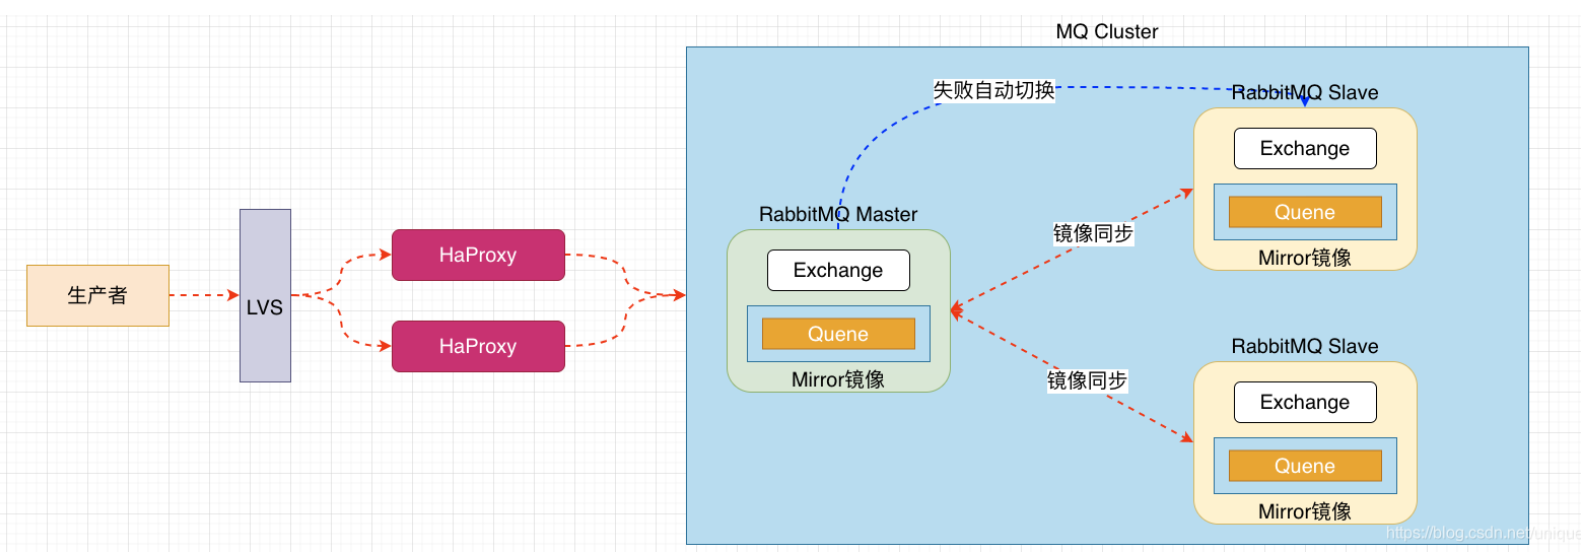 MQ Cluster
失败自动切换
RabbitMQ Slave
Exchange
Quene
Mirror镜像
RabbitMQ Master
Exchange
Quene
Mirror镜像
镜像同步
镜像同步
HaProxy
HaProxy
生产者
LVS
RabbitMQ Slave
Exchange
Quene
Mirror镜像
https://blog.csdn.net/unique